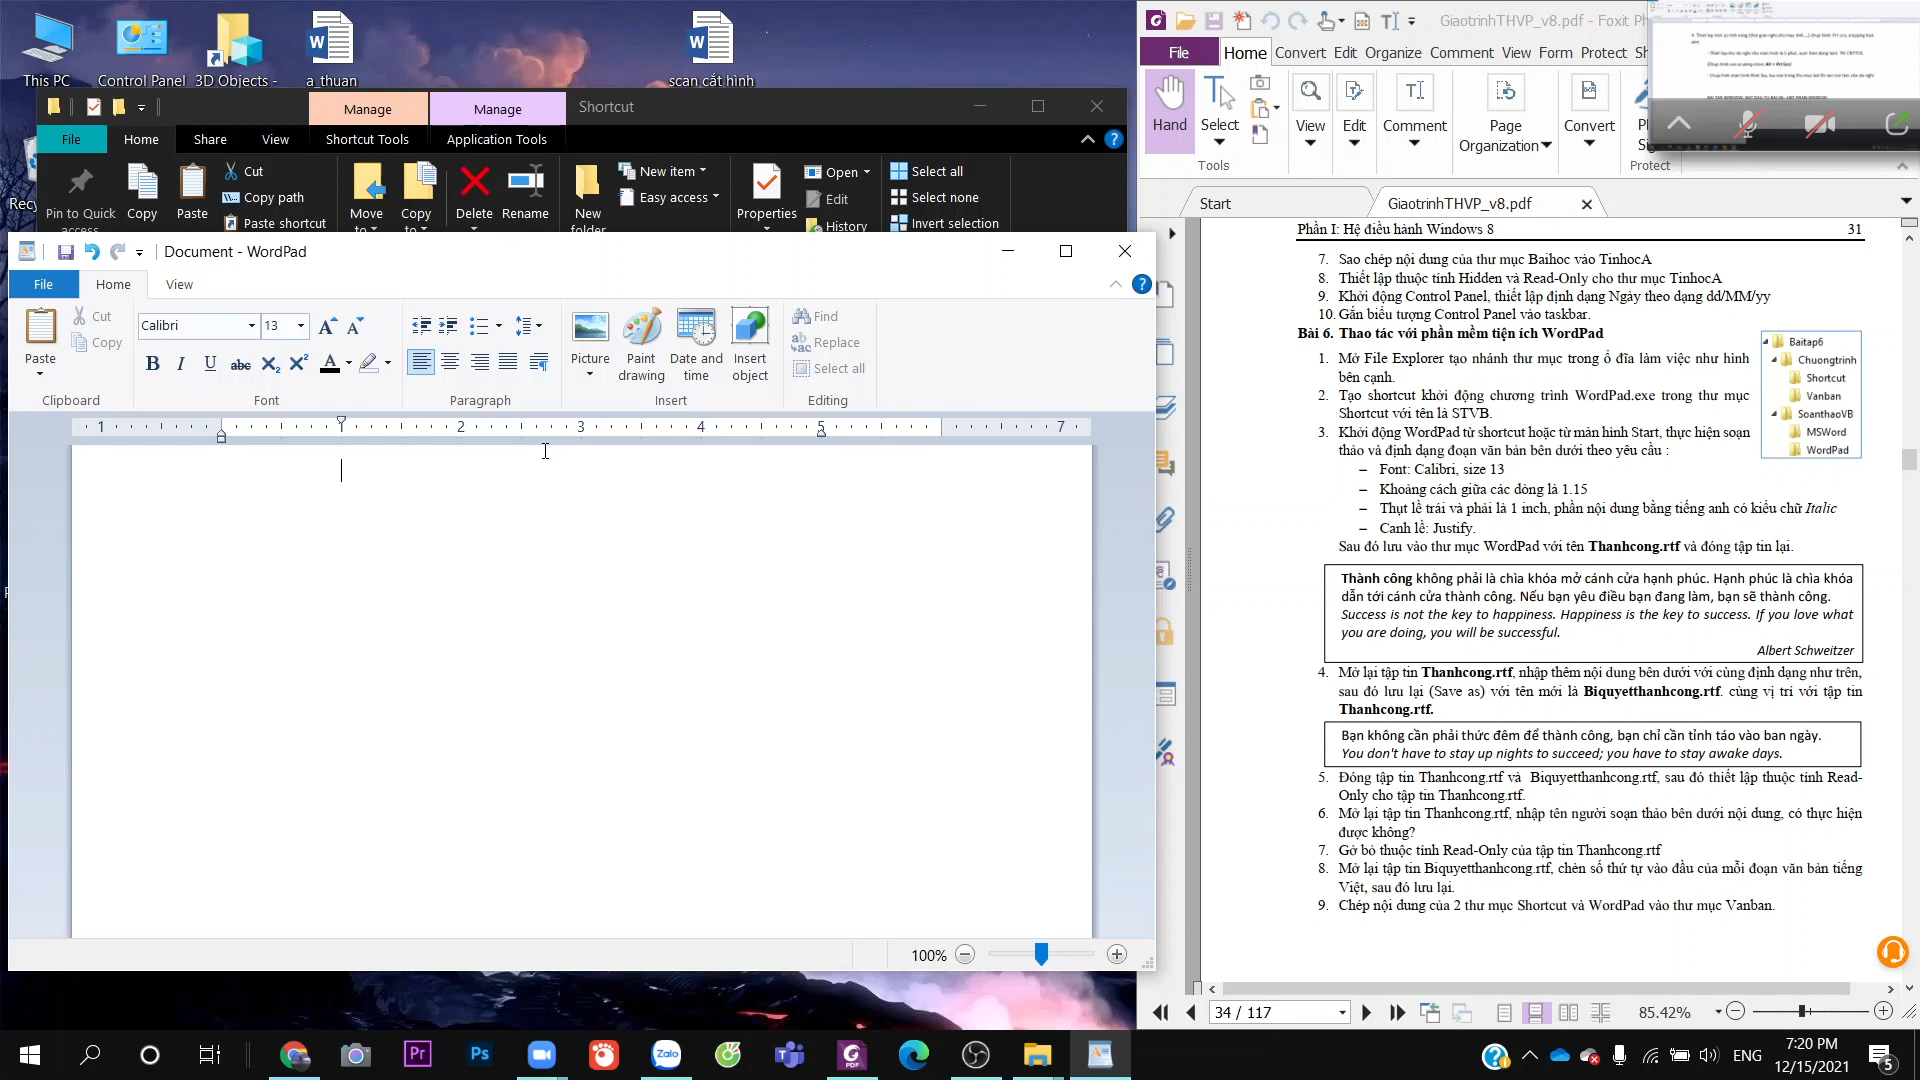 This PC
Control Panel
3D Objects -
a_thuan
scan cắt hình
Manage
Manage
Shortcut
File
Home
Share
View
Shortcut Tools
Application Tools
Pin to Quick
access
Copy
Paste
Cut
Copy path
Paste shortcut
Move
to
Copy
to
Delete
Rename
New
folder
New item
Easy access
Properties
Open
Edit
History
Select all
Select none
Invert selection
Document - WordPad
File
Home
View
Paste
Cut
Copy
Clipboard
Calibri
13
B I U abc X₂ X² A
Font
Paragraph
Picture
Paint
drawing
Date and
time
Insert
object
Insert
Find
Replace
Select all
Editing
1 1 2 3 4 5 7
100%
GiaotrinhTHVP_v8.pdf - Foxit Ph
File
Home
Convert
Edit
Organize
Comment
View
Form
Protect
Sh
Hand
Select
Tools
View
Edit
Comment
Page
Organization
Convert
Protect
Start
GiaotrinhTHVP_v8.pdf
Phần I: Hệ điều hành Windows 8 31
7. Sao chép nội dung của thư mục Baihoc vào TinhocA
8. Thiết lập thuộc tính Hidden và Read-Only cho thư mục TinhocA
9. Khởi động Control Panel, thiết lập định dạng Ngày theo dạng dd/MM/yy
10. Gắn biểu tượng Control Panel vào taskbar.
Bài 6. Thao tác với phần mềm tiện ích WordPad
1. Mở File Explorer tạo nhánh thư mục trong ổ đĩa làm việc như hình
bên cạnh.
2. Tạo shortcut khởi động chương trình WordPad.exe trong thư mục
Shortcut với tên là STVB.
3. Khởi động WordPad từ shortcut hoặc từ màn hình Start, thực hiện soạn
thảo và định dạng đoạn văn bản bên dưới theo yêu cầu :
– Font: Calibri, size 13
– Khoảng cách giữa các dòng là 1.15
– Thụt lề trái và phải là 1 inch, phần nội dung bằng tiếng anh có kiểu chữ Italic
– Canh lề: Justify.
Sau đó lưu vào thư mục WordPad với tên Thanhcong.rtf và đóng tập tin lại.
Baitap6
Chuongtrinh
Shortcut
Vanban
SoanthaoVB
MSWord
WordPad
Thành công không phải là chìa khóa mở cánh cửa hạnh phúc. Hạnh phúc là chìa khóa
dẫn tới cánh cửa thành công. Nếu bạn yêu điều bạn đang làm, bạn sẽ thành công.
Success is not the key to happiness. Happiness is the key to success. If you love what
you are doing, you will be successful.
Albert Schweitzer
4. Mở lại tập tin Thanhcong.rtf, nhập thêm nội dung bên dưới với cùng định dạng như trên,
sau đó lưu lại (Save as) với tên mới là Biquyetthanhcong.rtf. cùng vị trí với tập tin
Thanhcong.rtf.
Bạn không cần phải thức đêm để thành công, bạn chỉ cần tỉnh táo vào ban ngày.
You don't have to stay up nights to succeed; you have to stay awake days.
5. Đóng tập tin Thanhcong.rtf và Biquyetthanhcong.rtf, sau đó thiết lập thuộc tính Read-
Only cho tập tin Thanhcong.rtf.
6. Mở lại tập tin Thanhcong.rtf, nhập tên người soạn thảo bên dưới nội dung, có thực hiện
được không?
7. Gở bỏ thuộc tính Read-Only của tập tin Thanhcong.rtf
8. Mở lại tập tin Biquyetthanhcong.rtf, chèn số thứ tự vào đầu của mỗi đoạn văn bản tiếng
Việt, sau đó lưu lại.
9. Chép nội dung của 2 thư mục Shortcut và WordPad vào thư mục Vanban.
34 / 117
85.42%
Pr
Ps
Zalo
PDF
ENG
7:20 PM
12/15/2021
5